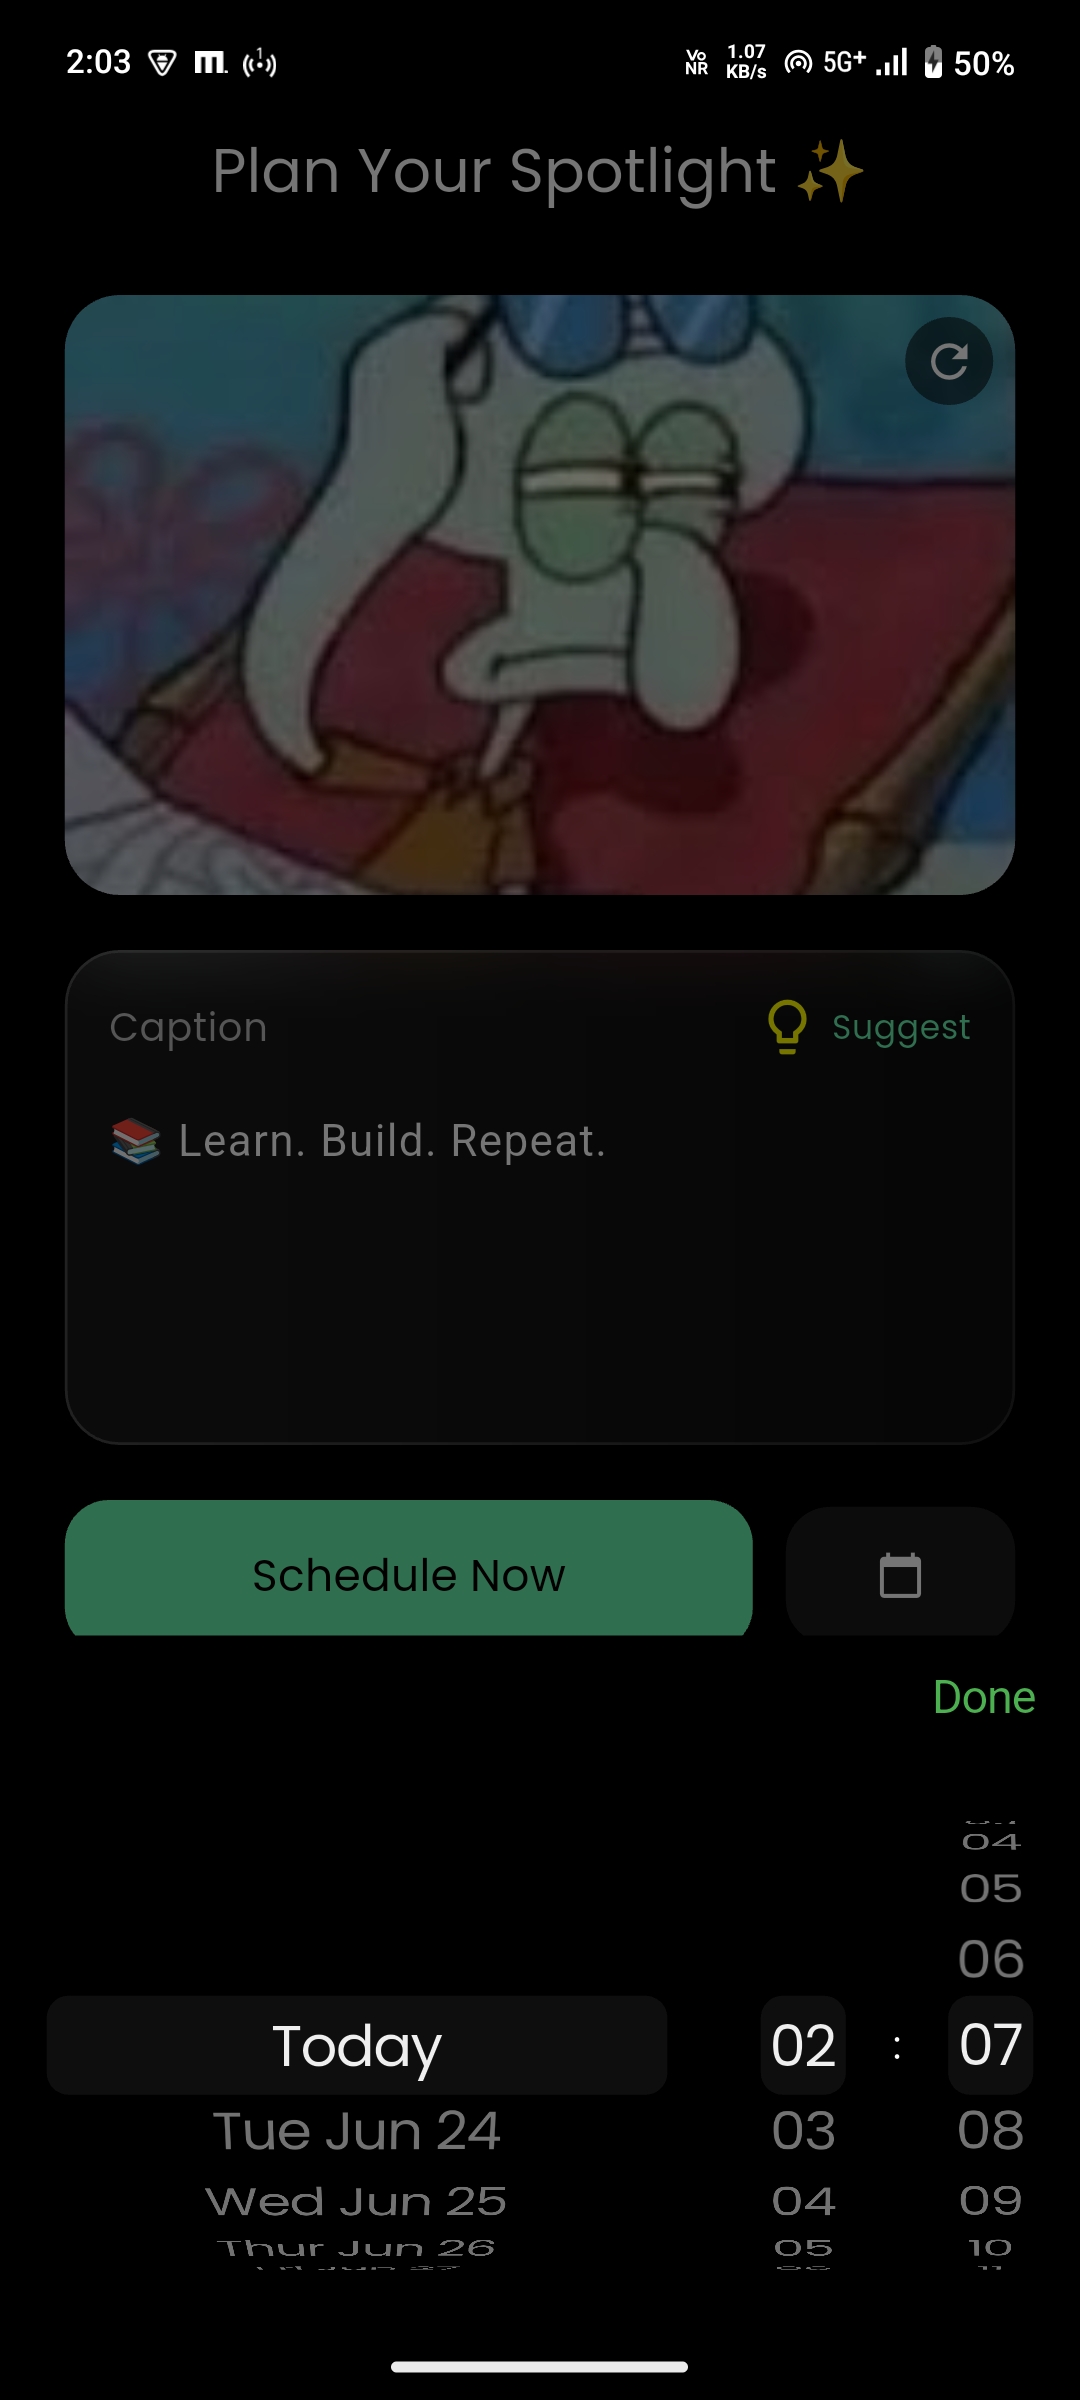 2:03 m. 1 Vo NR 1.07 KB/s 5G+ 50%
Plan Your Spotlight ✨
Caption
Suggest
📚 Learn. Build. Repeat.
Schedule Now
Done
04
05
06
Today 02 : 07
Tue Jun 24 03 08
Wed Jun 25 04 09
Thur Jun 26 05 10